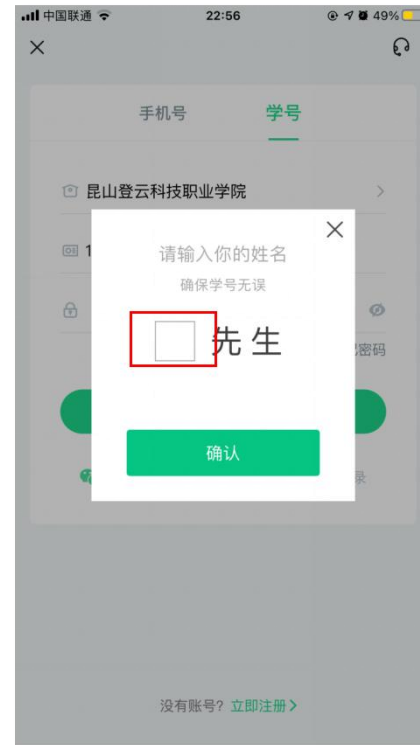 中国联通 22:56 49%
手机号 学号
昆山登云科技职业学院
1
请输入你的姓名
确保学号无误
先生
密码
确认
录
没有账号? 立即注册>